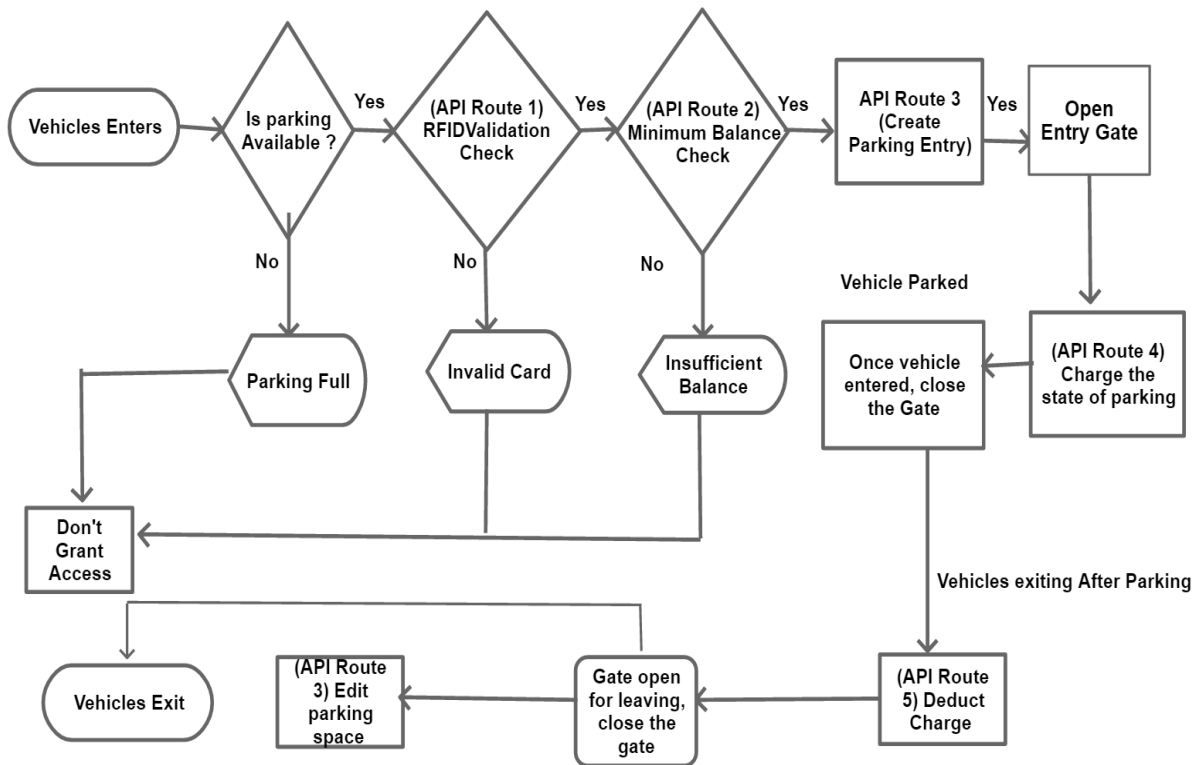 Vehicles Enters
Is parking
Available ?
Yes
(API Route 1)
RFIDValidation
Check
Yes
(API Route 2)
Minimum Balance
Check
Yes
API Route 3
(Create
Parking Entry)
Yes
Open
Entry Gate
No
No
No
Vehicle Parked
Parking Full
Invalid Card
Insufficient
Balance
Once vehicle
entered, close
the Gate
(API Route 4)
Charge the
state of parking
Don't
Grant
Access
Vehicles exiting After Parking
Vehicles Exit
(API Route
3) Edit
parking
space
Gate open
for leaving,
close the
gate
(API Route
5) Deduct
Charge